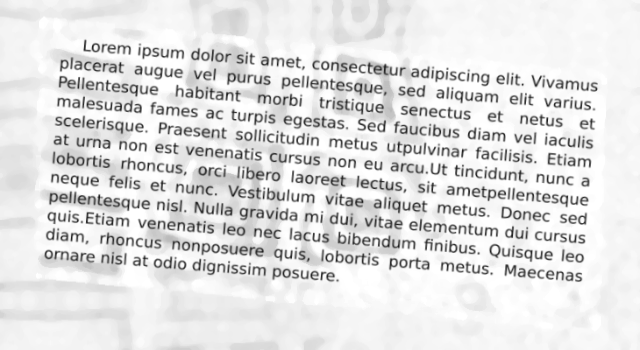 Lorem ipsum dolor sit amet, consectetur adipiscing elit. Vivamus
placerat augue vel purus pellentesque, sed aliquam elit varius.
Pellentesque habitant morbi tristique senectus et netus et
malesuada fames ac turpis egestas. Sed faucibus diam vel iaculis
scelerisque. Praesent sollicitudin metus utpulvinar facilisis. Etiam
at urna non est venenatis cursus non eu arcu.Ut tincidunt, nunc a
lobortis rhoncus, orci libero laoreet lectus, sit ametpellentesque
neque felis et nunc. Vestibulum vitae aliquet metus. Donec sed
pellentesque nisl. Nulla gravida mi dui, vitae elementum dui cursus
quis.Etiam venenatis leo nec lacus bibendum finibus. Quisque leo
diam, rhoncus nonposuere quis, lobortis porta metus. Maecenas
ornare nisl at odio dignissim posuere.